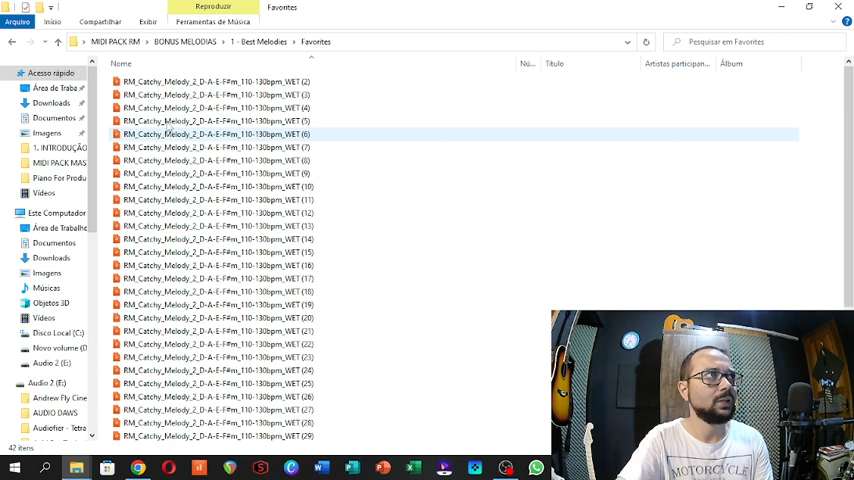 Reproduzir
Favorites
Arquivo
Início
Compartilhar
Exibir
Ferramentas de Música
MIDI PACK RM
BONUS MELODIAS
1 - Best Melodies
Favorites
Pesquisar em Favorites
Nome
Nú...
Título
Artistas participan...
Álbum
Acesso rápido
Área de Traba
Downloads
Documentos
Imagens
1. INTRODUÇÃO
MIDI PACK MAS
Piano For Produ
Vídeos
Este Computador
Área de Trabalho
Documentos
Downloads
Imagens
Músicas
Objetos 3D
Vídeos
Disco Local (C:)
Novo volume (D
Audio 2 (E:)
Audio 2 (E:)
Andrew Fly Cine
AUDIO DAWS
Audiofier - Tetra
RM_Catchy_Melody_2_D-A-E-F#m_110-130bpm_WET (2)
RM_Catchy_Melody_2_D-A-E-F#m_110-130bpm_WET (3)
RM_Catchy_Melody_2_D-A-E-F#m_110-130bpm_WET (4)
RM_Catchy_Melody_2_D-A-E-F#m_110-130bpm_WET (5)
RM_Catchy_Melody_2_D-A-E-F#m_110-130bpm_WET (6)
RM_Catchy_Melody_2_D-A-E-F#m_110-130bpm_WET (7)
RM_Catchy_Melody_2_D-A-E-F#m_110-130bpm_WET (8)
RM_Catchy_Melody_2_D-A-E-F#m_110-130bpm_WET (9)
RM_Catchy_Melody_2_D-A-E-F#m_110-130bpm_WET (10)
RM_Catchy_Melody_2_D-A-E-F#m_110-130bpm_WET (11)
RM_Catchy_Melody_2_D-A-E-F#m_110-130bpm_WET (12)
RM_Catchy_Melody_2_D-A-E-F#m_110-130bpm_WET (13)
RM_Catchy_Melody_2_D-A-E-F#m_110-130bpm_WET (14)
RM_Catchy_Melody_2_D-A-E-F#m_110-130bpm_WET (15)
RM_Catchy_Melody_2_D-A-E-F#m_110-130bpm_WET (16)
RM_Catchy_Melody_2_D-A-E-F#m_110-130bpm_WET (17)
RM_Catchy_Melody_2_D-A-E-F#m_110-130bpm_WET (18)
RM_Catchy_Melody_2_D-A-E-F#m_110-130bpm_WET (19)
RM_Catchy_Melody_2_D-A-E-F#m_110-130bpm_WET (20)
RM_Catchy_Melody_2_D-A-E-F#m_110-130bpm_WET (21)
RM_Catchy_Melody_2_D-A-E-F#m_110-130bpm_WET (22)
RM_Catchy_Melody_2_D-A-E-F#m_110-130bpm_WET (23)
RM_Catchy_Melody_2_D-A-E-F#m_110-130bpm_WET (24)
RM_Catchy_Melody_2_D-A-E-F#m_110-130bpm_WET (25)
RM_Catchy_Melody_2_D-A-E-F#m_110-130bpm_WET (26)
RM_Catchy_Melody_2_D-A-E-F#m_110-130bpm_WET (27)
RM_Catchy_Melody_2_D-A-E-F#m_110-130bpm_WET (28)
RM_Catchy_Melody_2_D-A-E-F#m_110-130bpm_WET (29)
42 itens
MOTORCYCLE